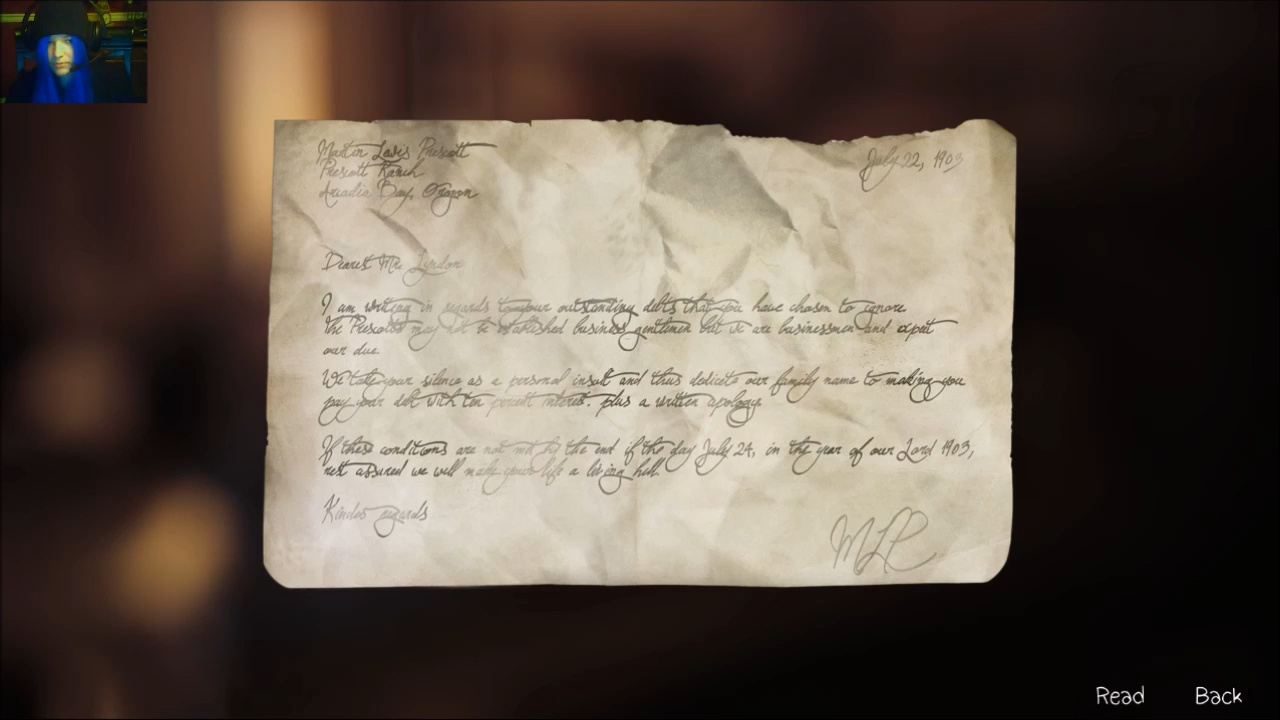 Martin Lewis Prescott
July 22, 1903
Prescott Ranch
Arcadia Bay, Oregon
Dearest Mr. Lyndon
I am writing in regards to your outstanding debts that you have chosen to ignore.
The Prescotts may not be established business gentlemen but we are businessmen and expect
our due.
We take your silence as a personal insult and thus dedicate our family name to making you
pay your debt with ten percent interest, plus a written apology.
If these conditions are not met by the end if the day July 24, in the year of our Lord 1903,
rest assured we will make your life a living hell.
Kindes regards
MLP
Read Back